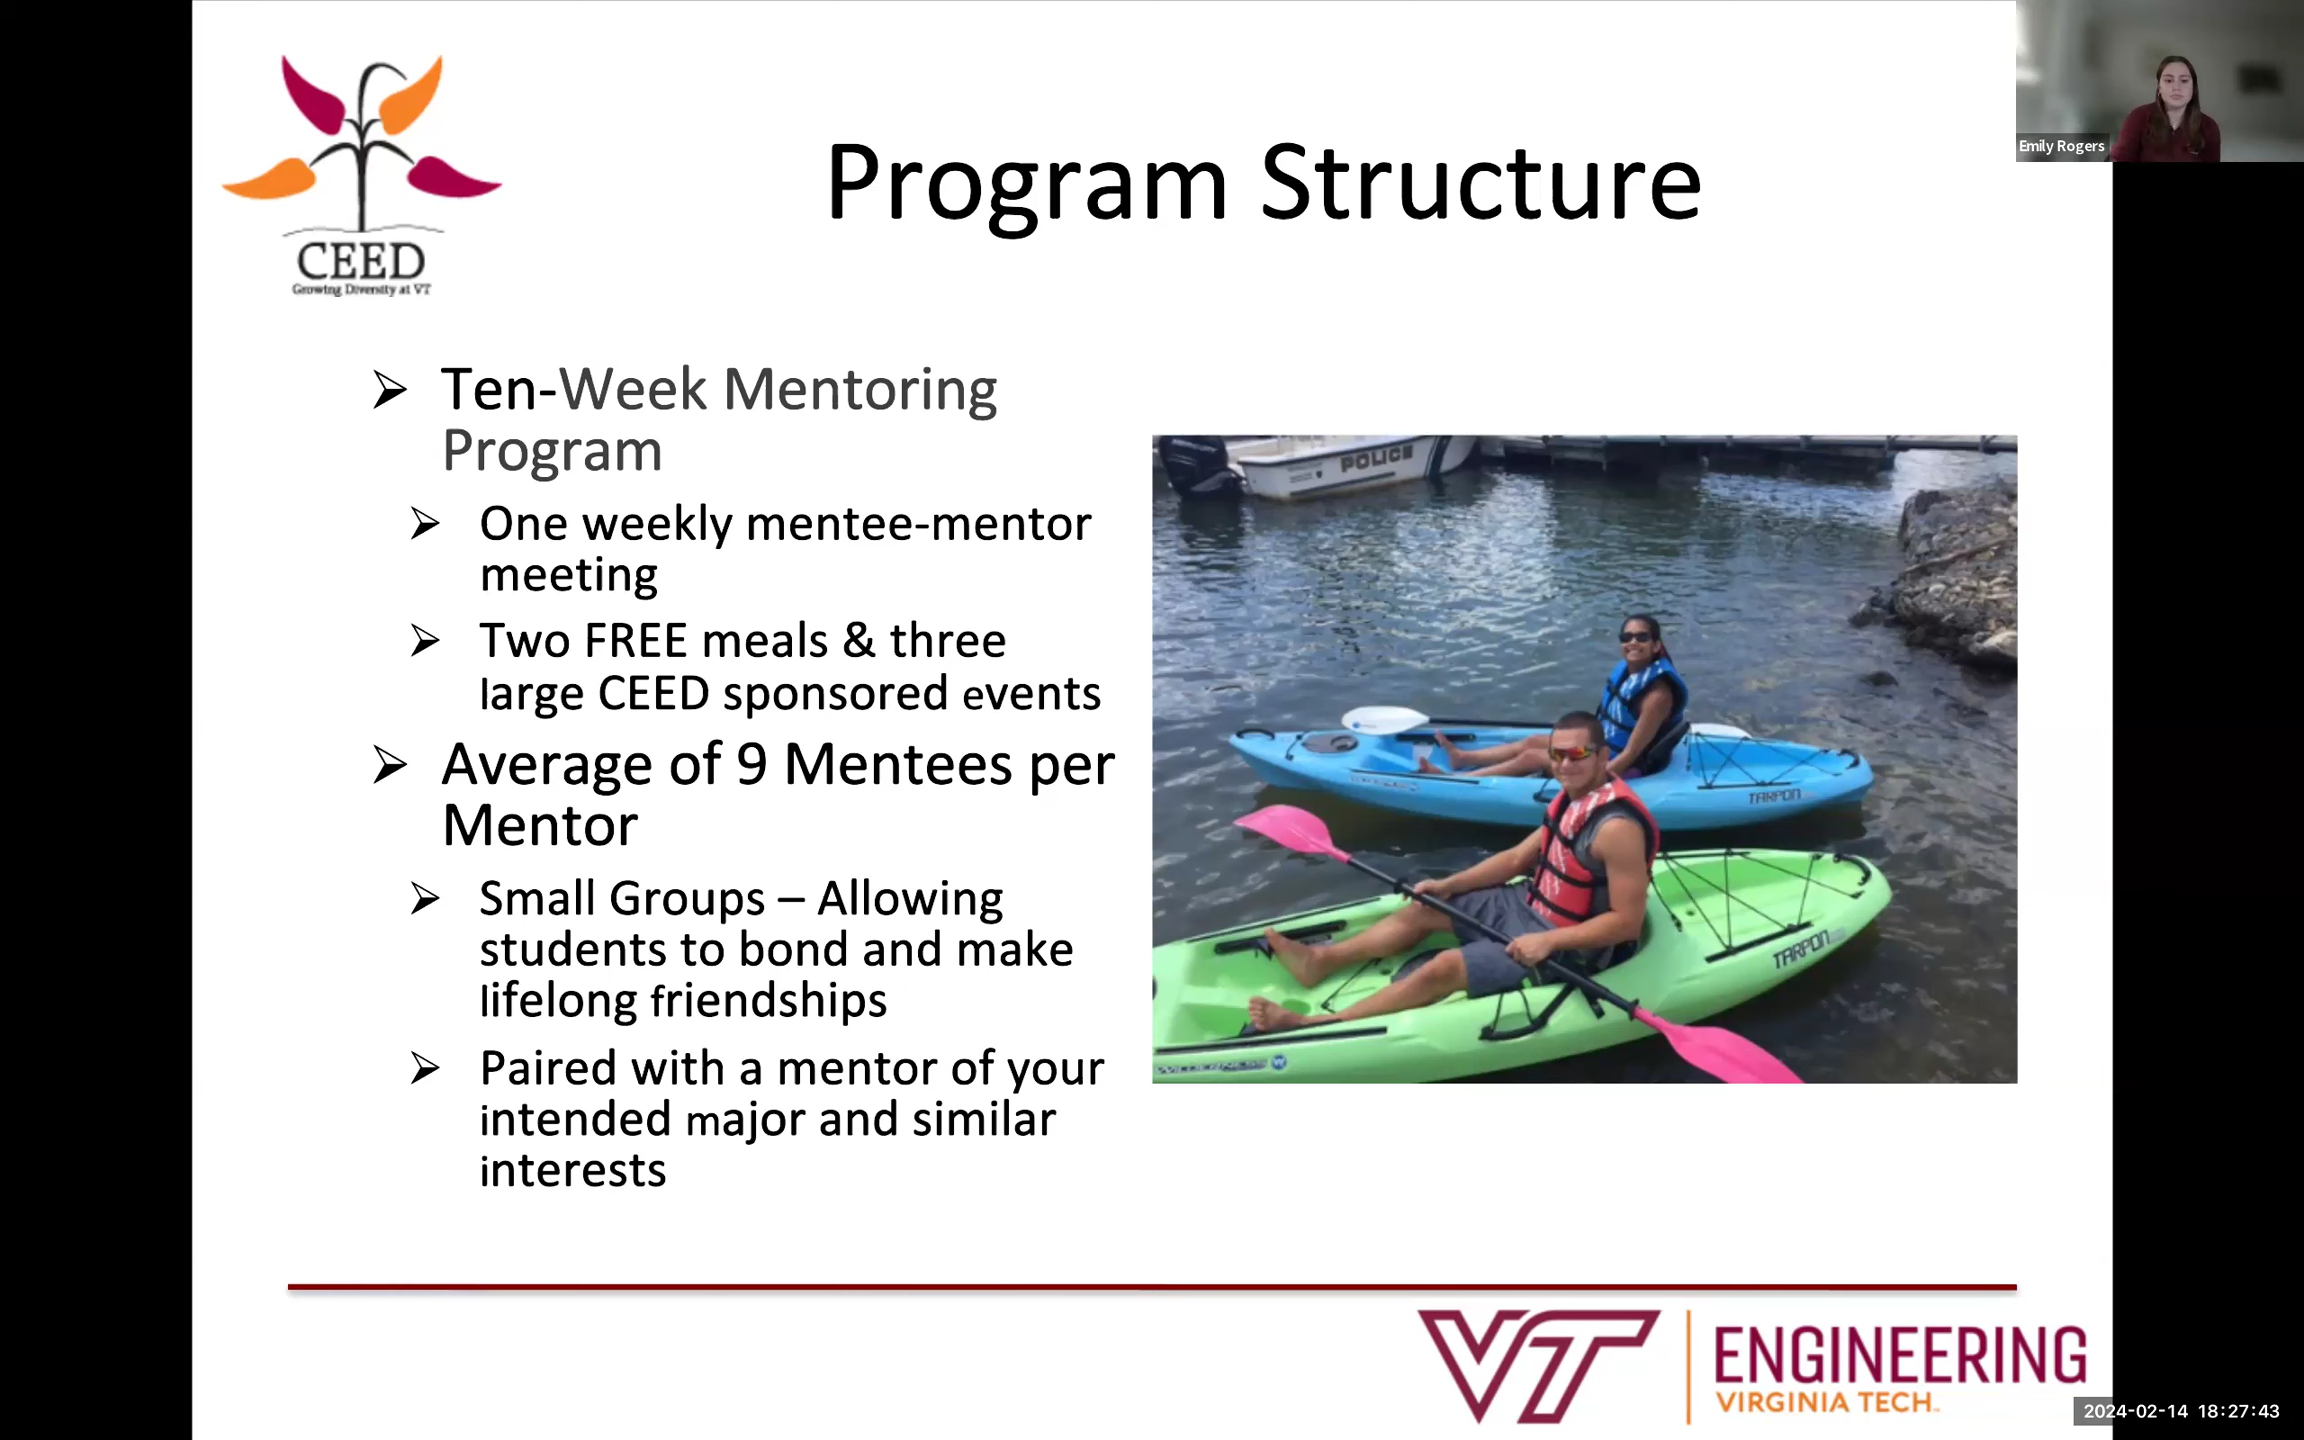 CEED
Growing Diversity at VT
Program Structure
Emily Rogers
Ten-Week Mentoring
Program
One weekly mentee-mentor
meeting
Two FREE meals & three
large CEED sponsored events
Average of 9 Mentees per
Mentor
Small Groups – Allowing
students to bond and make
lifelong friendships
Paired with a mentor of your
intended major and similar
interests
POLICE
TARPON
TARPON
WILDERNESS
VT
ENGINEERING
VIRGINIA TECH
2024-02-14 18:27:43